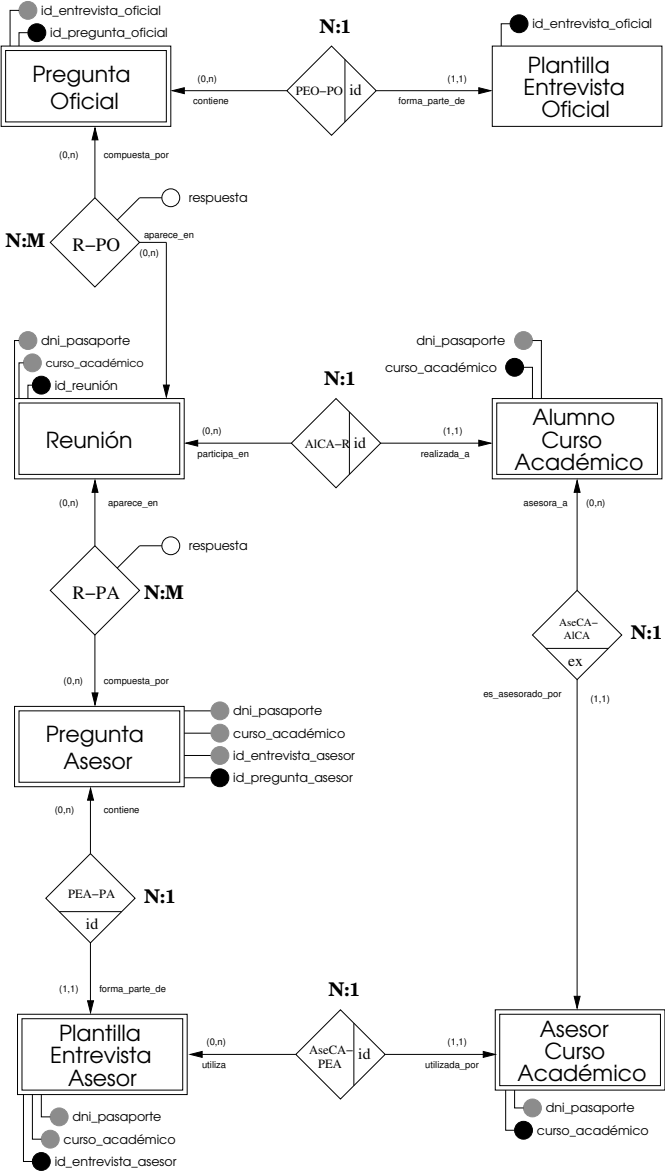 id_entrevista_oficial
id_pregunta_oficial
Pregunta
Oficial
(0,n)
contiene
N:1
PEO–PO
id
(1,1)
forma_parte_de
id_entrevista_oficial
Plantilla
Entrevista
Oficial
(0,n)
compuesta_por
respuesta
N:M
R–PO
aparece_en
(0,n)
dni_pasaporte
curso_académico
id_reunión
Reunión
(0,n)
participa_en
N:1
AlCA–R
id
(1,1)
realizada_a
dni_pasaporte
curso_académico
Alumno
Curso
Académico
(0,n)
aparece_en
respuesta
R–PA
N:M
(0,n)
compuesta_por
asesora_a
(0,n)
AseCA–
AlCA
ex
N:1
es_asesorado_por
(1,1)
Pregunta
Asesor
dni_pasaporte
curso_académico
id_entrevista_asesor
id_pregunta_asesor
(0,n)
contiene
PEA–PA
id
N:1
(1,1)
forma_parte_de
Plantilla
Entrevista
Asesor
(0,n)
utiliza
N:1
AseCA–
PEA
id
(1,1)
utilizada_por
Asesor
Curso
Académico
dni_pasaporte
curso_académico
id_entrevista_asesor
dni_pasaporte
curso_académico